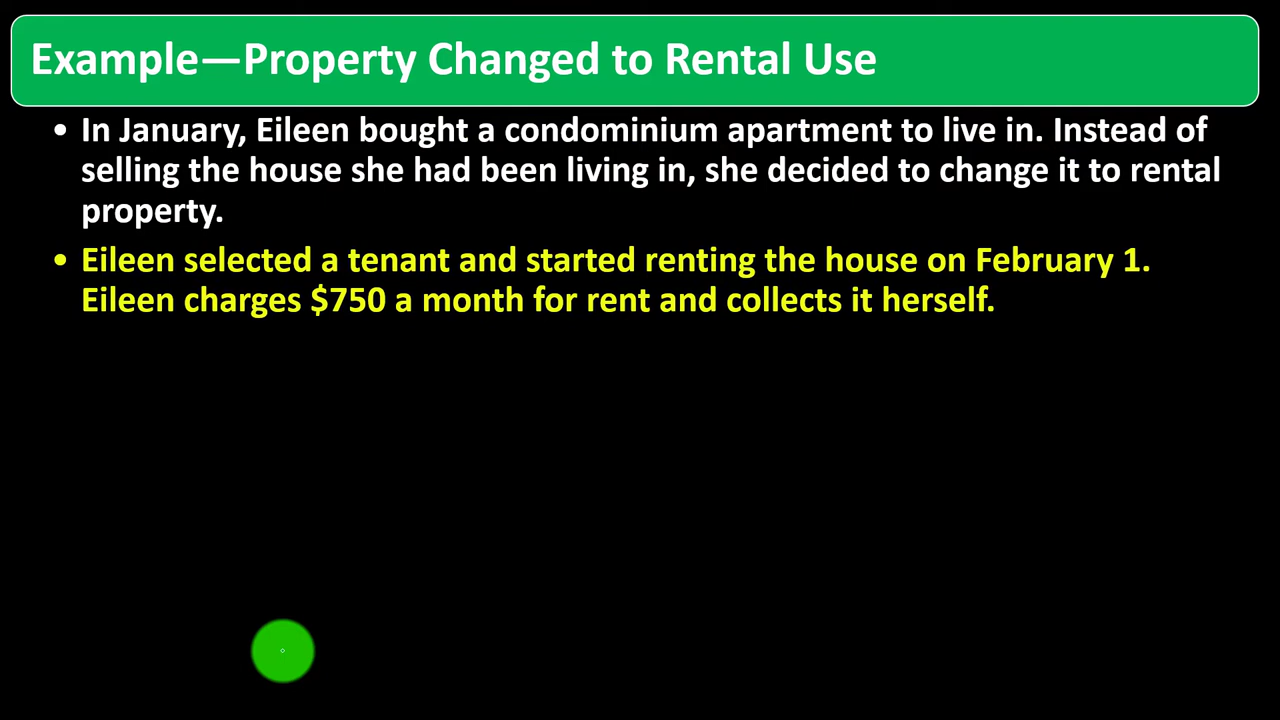 Example—Property Changed to Rental Use
• In January, Eileen bought a condominium apartment to live in. Instead of
selling the house she had been living in, she decided to change it to rental
property.
• Eileen selected a tenant and started renting the house on February 1.
Eileen charges $750 a month for rent and collects it herself.